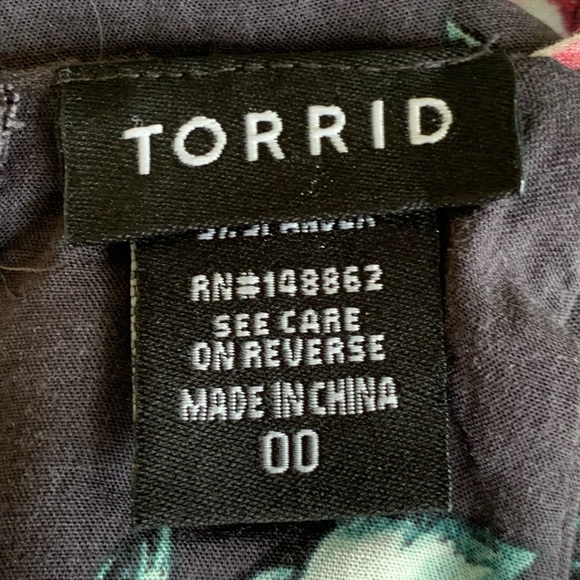 TORRID
RN#148862
SEE CARE
ON REVERSE
MADE IN CHINA
00